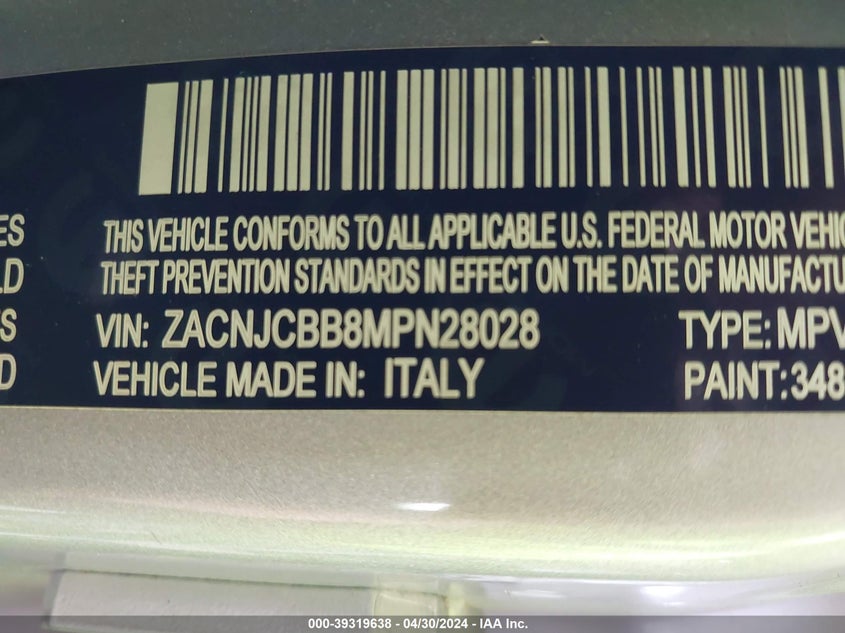 ES
THIS VEHICLE CONFORMS TO ALL APPLICABLE U.S. FEDERAL MOTOR VEHIC
LD
THEFT PREVENTION STANDARDS IN EFFECT ON THE DATE OF MANUFACTU
S
VIN: ZACNJCBB8MPN28028 TYPE: MPV
D
VEHICLE MADE IN: ITALY PAINT: 348
000-39319638 - 04/30/2024 - IAA Inc.